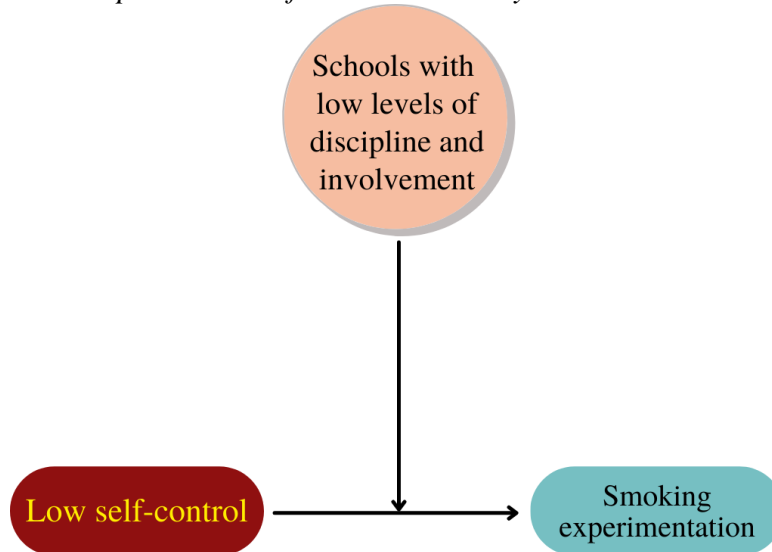 Schools with
low levels of
discipline and
involvement
Low self-control
Smoking
experimentation